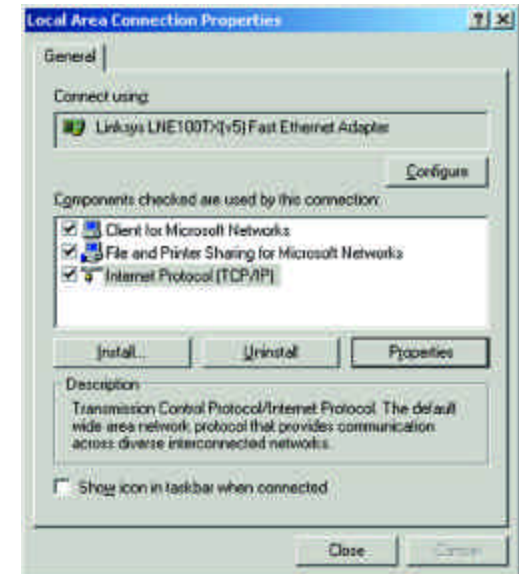 Local Area Connection Properties
General
Connect using:
Linksys LNE100TX(v5) Fast Ethernet Adapter
Configure
Components checked are used by this connection:
Client for Microsoft Networks
File and Printer Sharing for Microsoft Networks
Internet Protocol (TCP/IP)
Install... Uninstall Properties
Description
Transmission Control Protocol/Internet Protocol. The default
wide area network protocol that provides communication
across diverse interconnected networks.
Show icon in taskbar when connected
Close Cancel